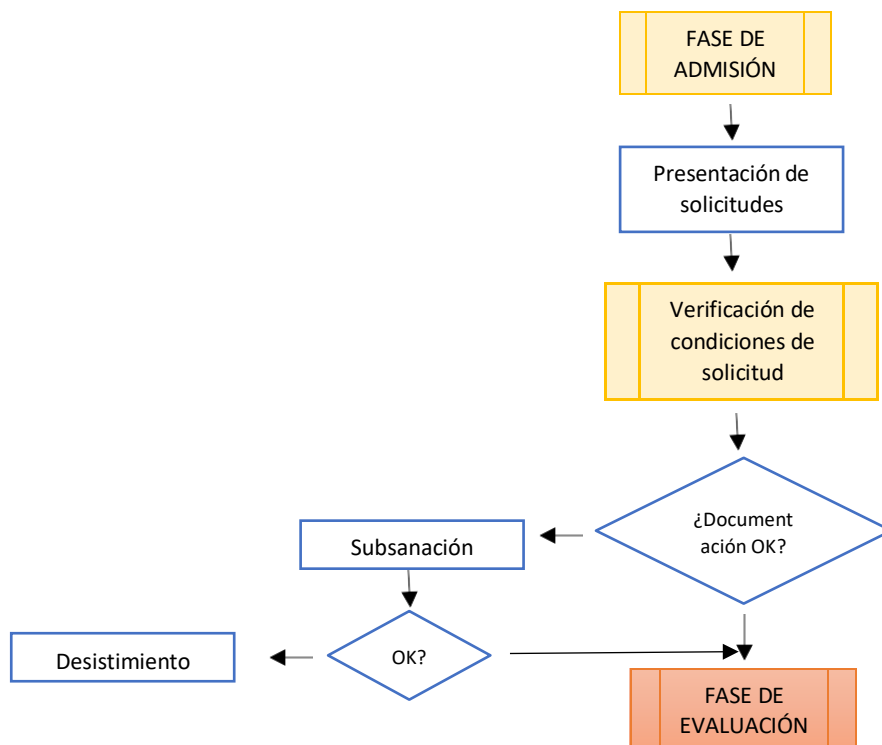 FASE DE
ADMISIÓN
Presentación de
solicitudes
Verificación de
condiciones de
solicitud
¿Document
ación OK?
Subsanación
OK?
Desistimiento
FASE DE
EVALUACIÓN